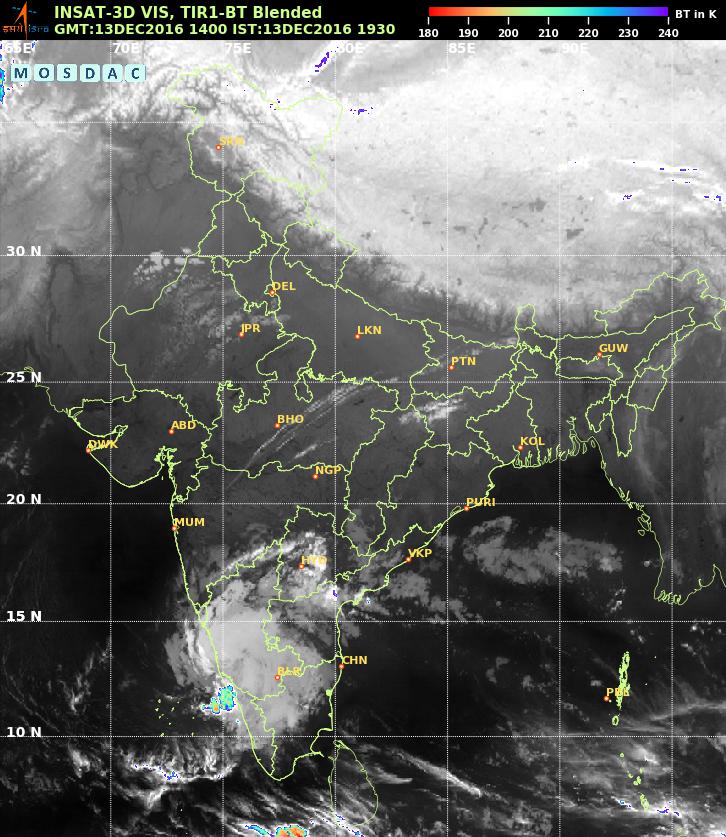 INSAT-3D VIS, TIR1-BT Blended
GMT:13DEC2016 1400 IST:13DEC2016 1930
BT in K
180 190 200 210 220 230 240
65E 70E 75E 80E 85E 90E
MOSDAC
SRN
30 N
DEL
JPR
LKN
GUW
PTN
25 N
ABD
BHO
DWK
KOL
NGP
20 N
PURI
MUM
VKP
HYD
15 N
CHN
BLR
PBL
10 N